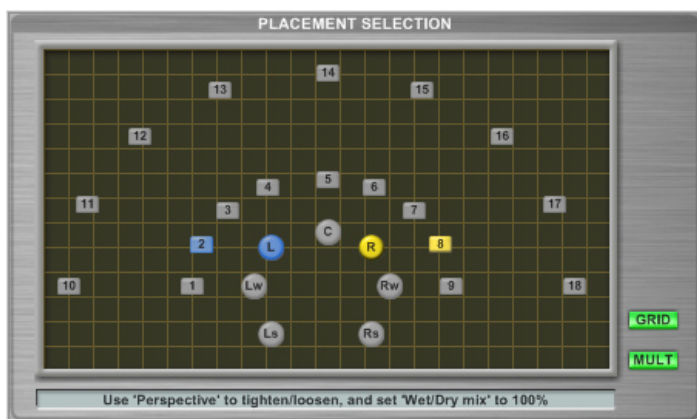 PLACEMENT SELECTION
14
13 15
12 16
5
4 6
11 3 7 17
C
2 L R 8
10 1 Lw Rw 9 18
GRID
Ls Rs
MULT
Use 'Perspective' to tighten/loosen, and set 'Wet/Dry mix' to 100%